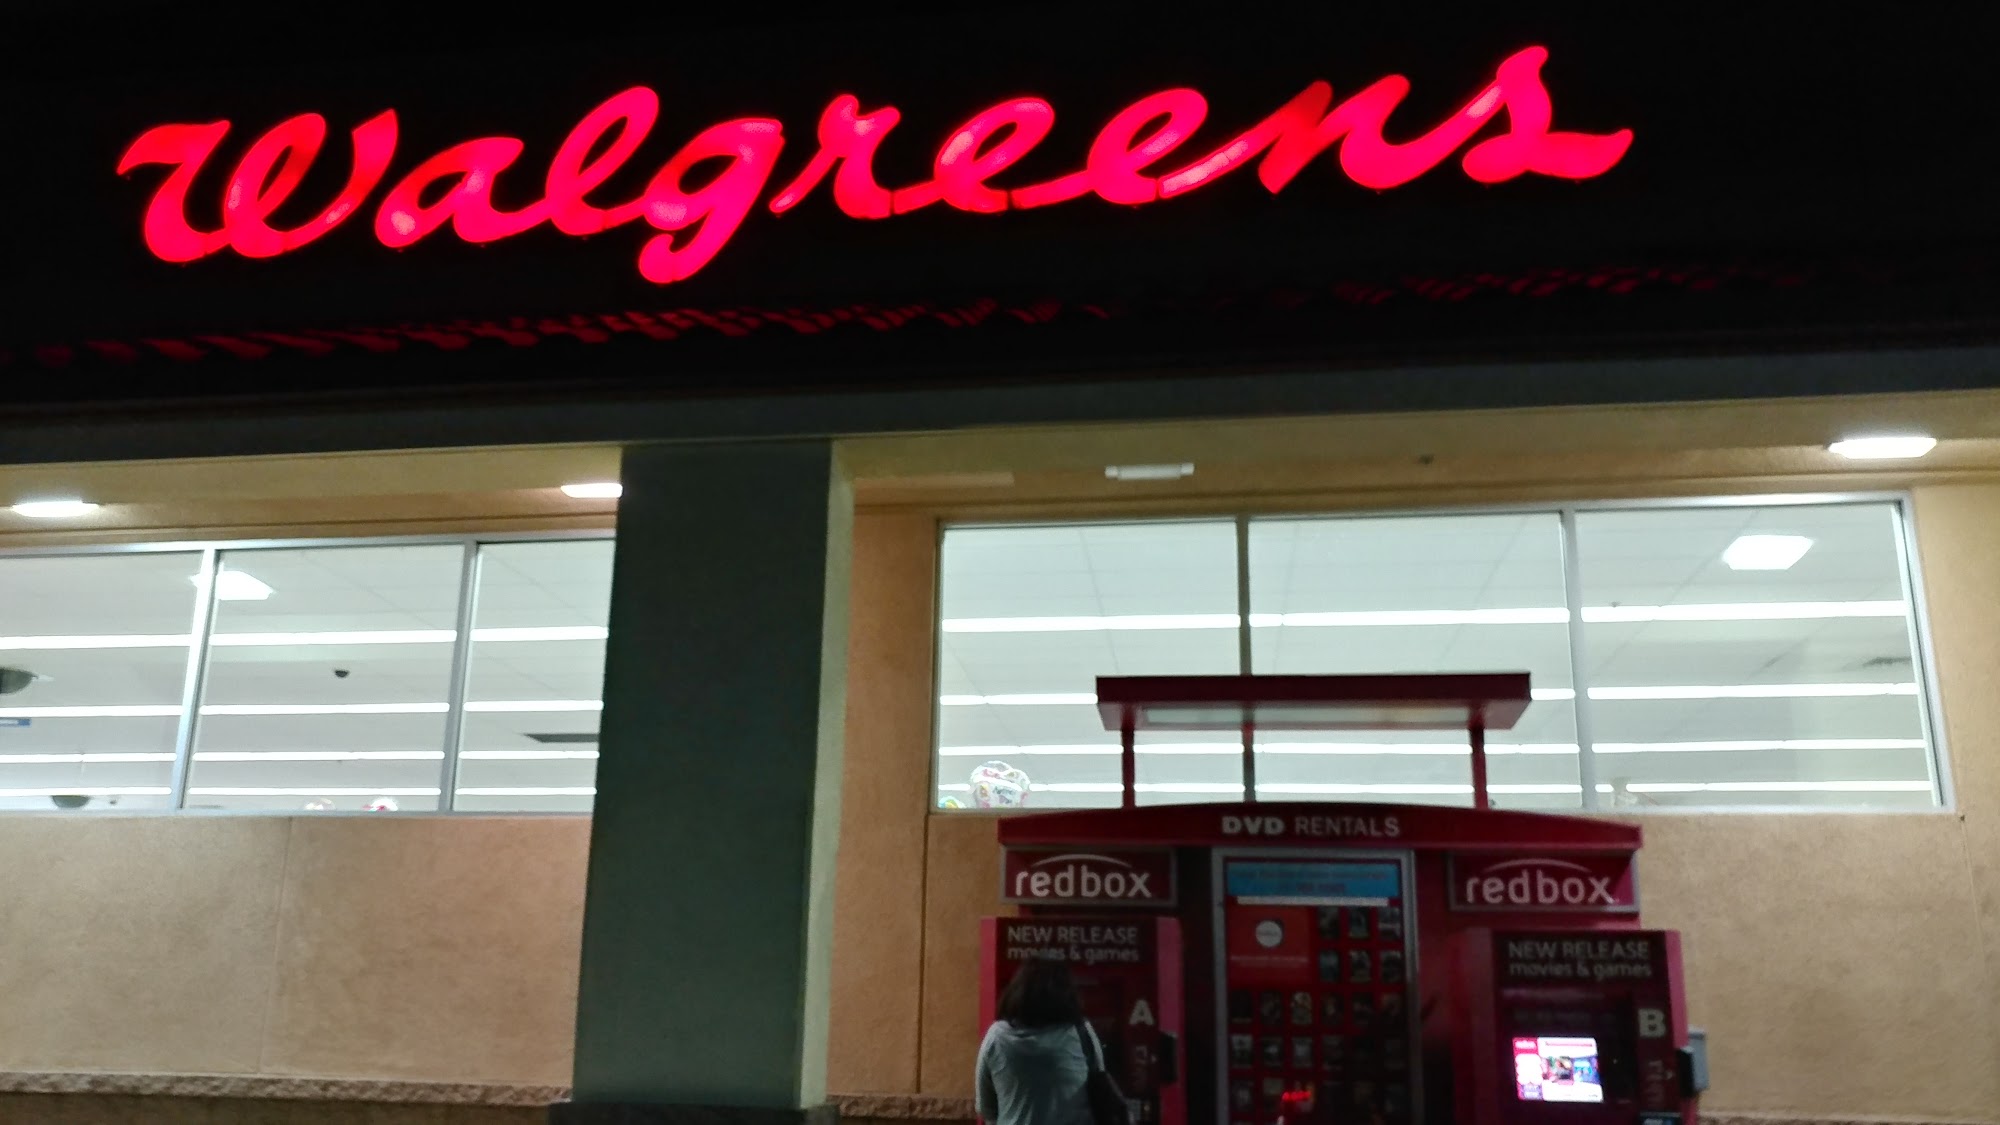 Walgreens
DVD RENTALS
redbox
redbox
NEW RELEASE
movies & games
A
NEW RELEASE
movies & games
B